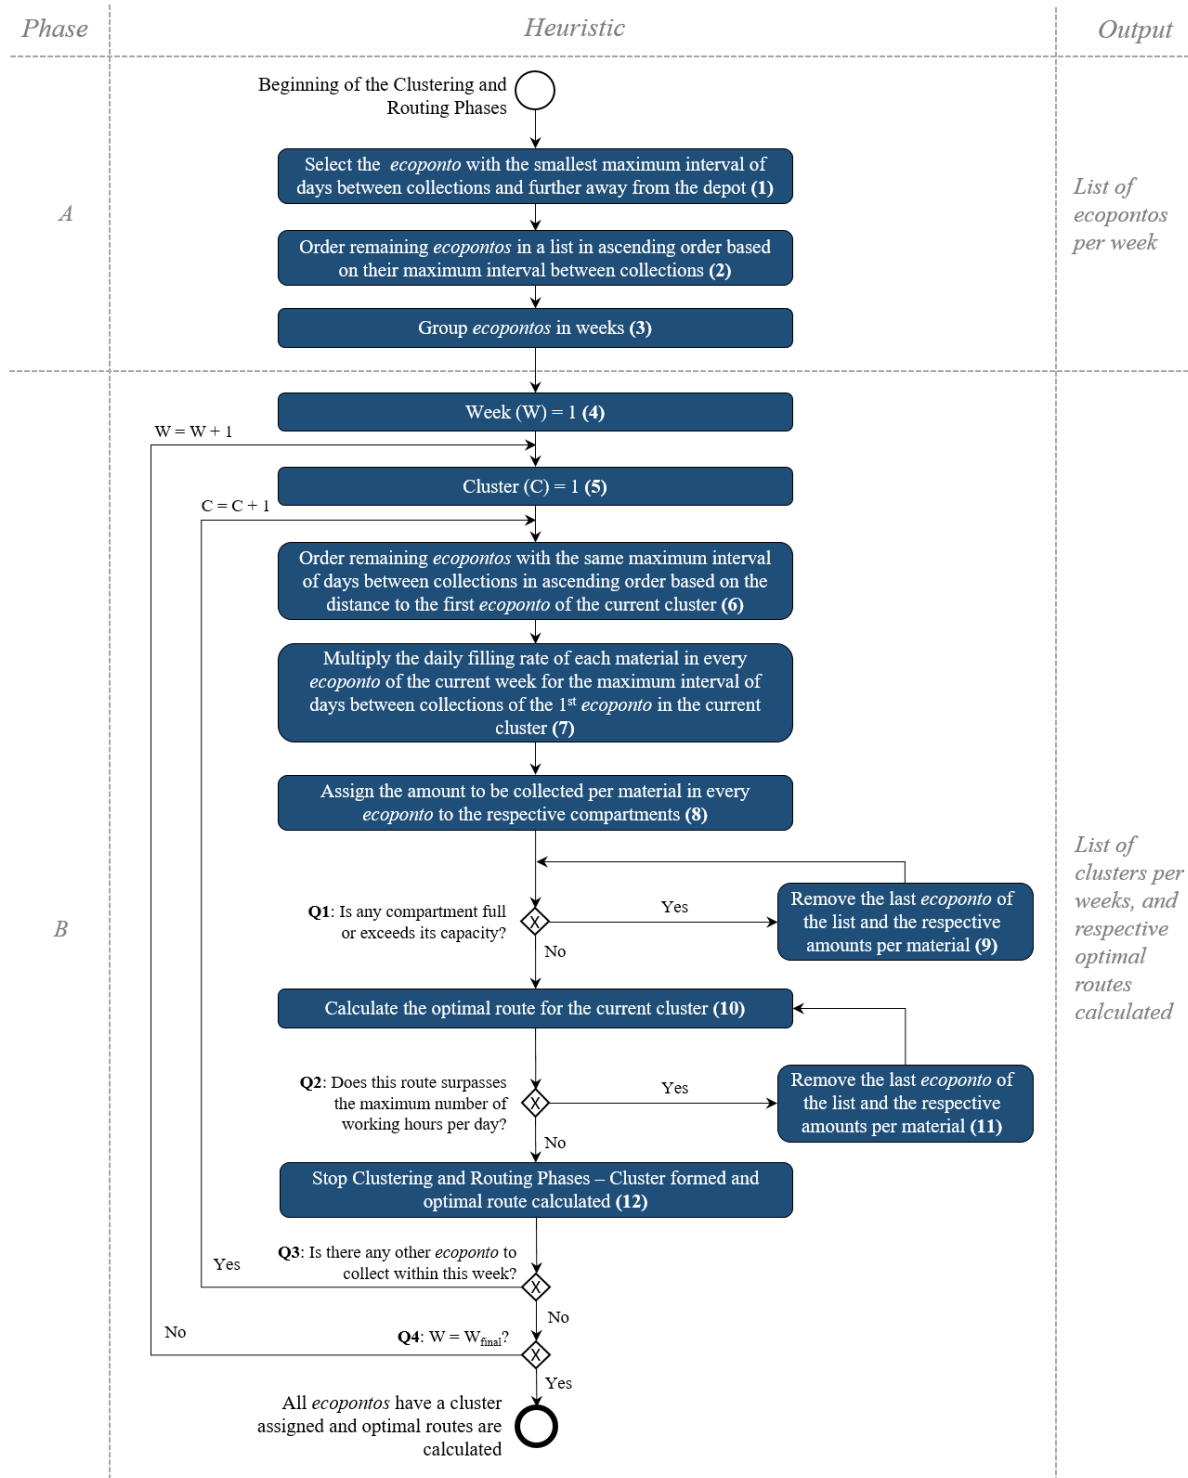 Phase
Heuristic
Output
Beginning of the Clustering and
Routing Phases
Select the ecoponto with the smallest maximum interval of
days between collections and further away from the depot (1)
A
List of
ecopontos
per week
Order remaining ecopontos in a list in ascending order based
on their maximum interval between collections (2)
Group ecopontos in weeks (3)
Week (W) = 1 (4)
W = W + 1
Cluster (C) = 1 (5)
C = C + 1
Order remaining ecopontos with the same maximum interval
of days between collections in ascending order based on the
distance to the first ecoponto of the current cluster (6)
Multiply the daily filling rate of each material in every
ecoponto of the current week for the maximum interval of
days between collections of the 1st ecoponto in the current
cluster (7)
Assign the amount to be collected per material in every
ecoponto to the respective compartments (8)
B
List of
clusters per
weeks, and
respective
optimal
routes
calculated
Q1: Is any compartment full
or exceeds its capacity?
X
Yes
Remove the last ecoponto of
the list and the respective
amounts per material (9)
No
Calculate the optimal route for the current cluster (10)
Q2: Does this route surpasses
the maximum number of
working hours per day?
X
Yes
Remove the last ecoponto of
the list and the respective
amounts per material (11)
No
Stop Clustering and Routing Phases – Cluster formed and
optimal route calculated (12)
Q3: Is there any other ecoponto to
collect within this week?
X
Yes
No
Q4: W = Wfinal?
X
No
Yes
All ecopontos have a cluster
assigned and optimal routes are
calculated